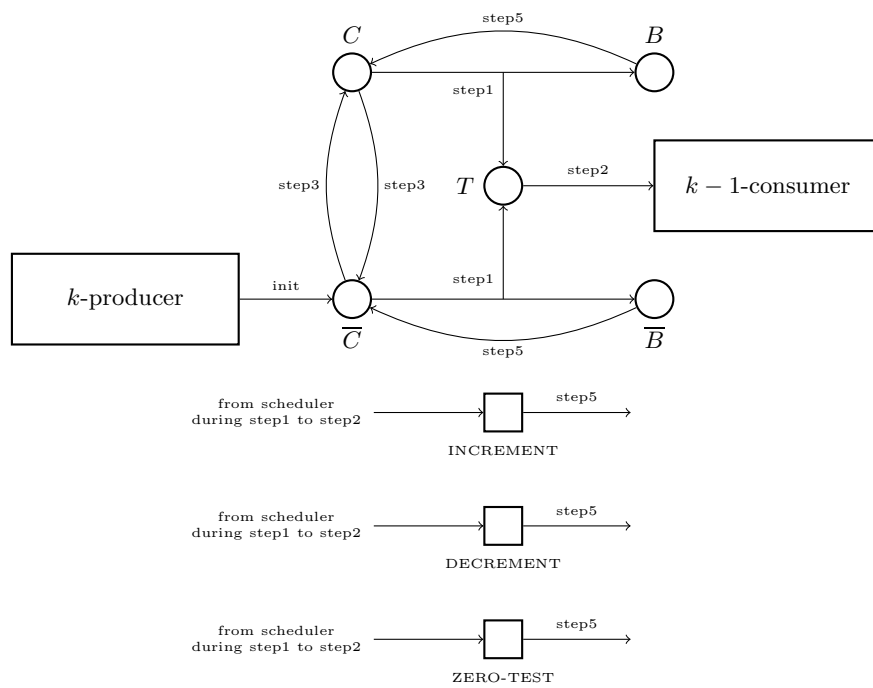 step5
C
B
step1
step2
T
k − 1-consumer
step3
step3
k-producer
init
step1
C̅
B̅
step5
from scheduler
during step1 to step2
step5
INCREMENT
from scheduler
during step1 to step2
step5
DECREMENT
from scheduler
during step1 to step2
step5
ZERO-TEST